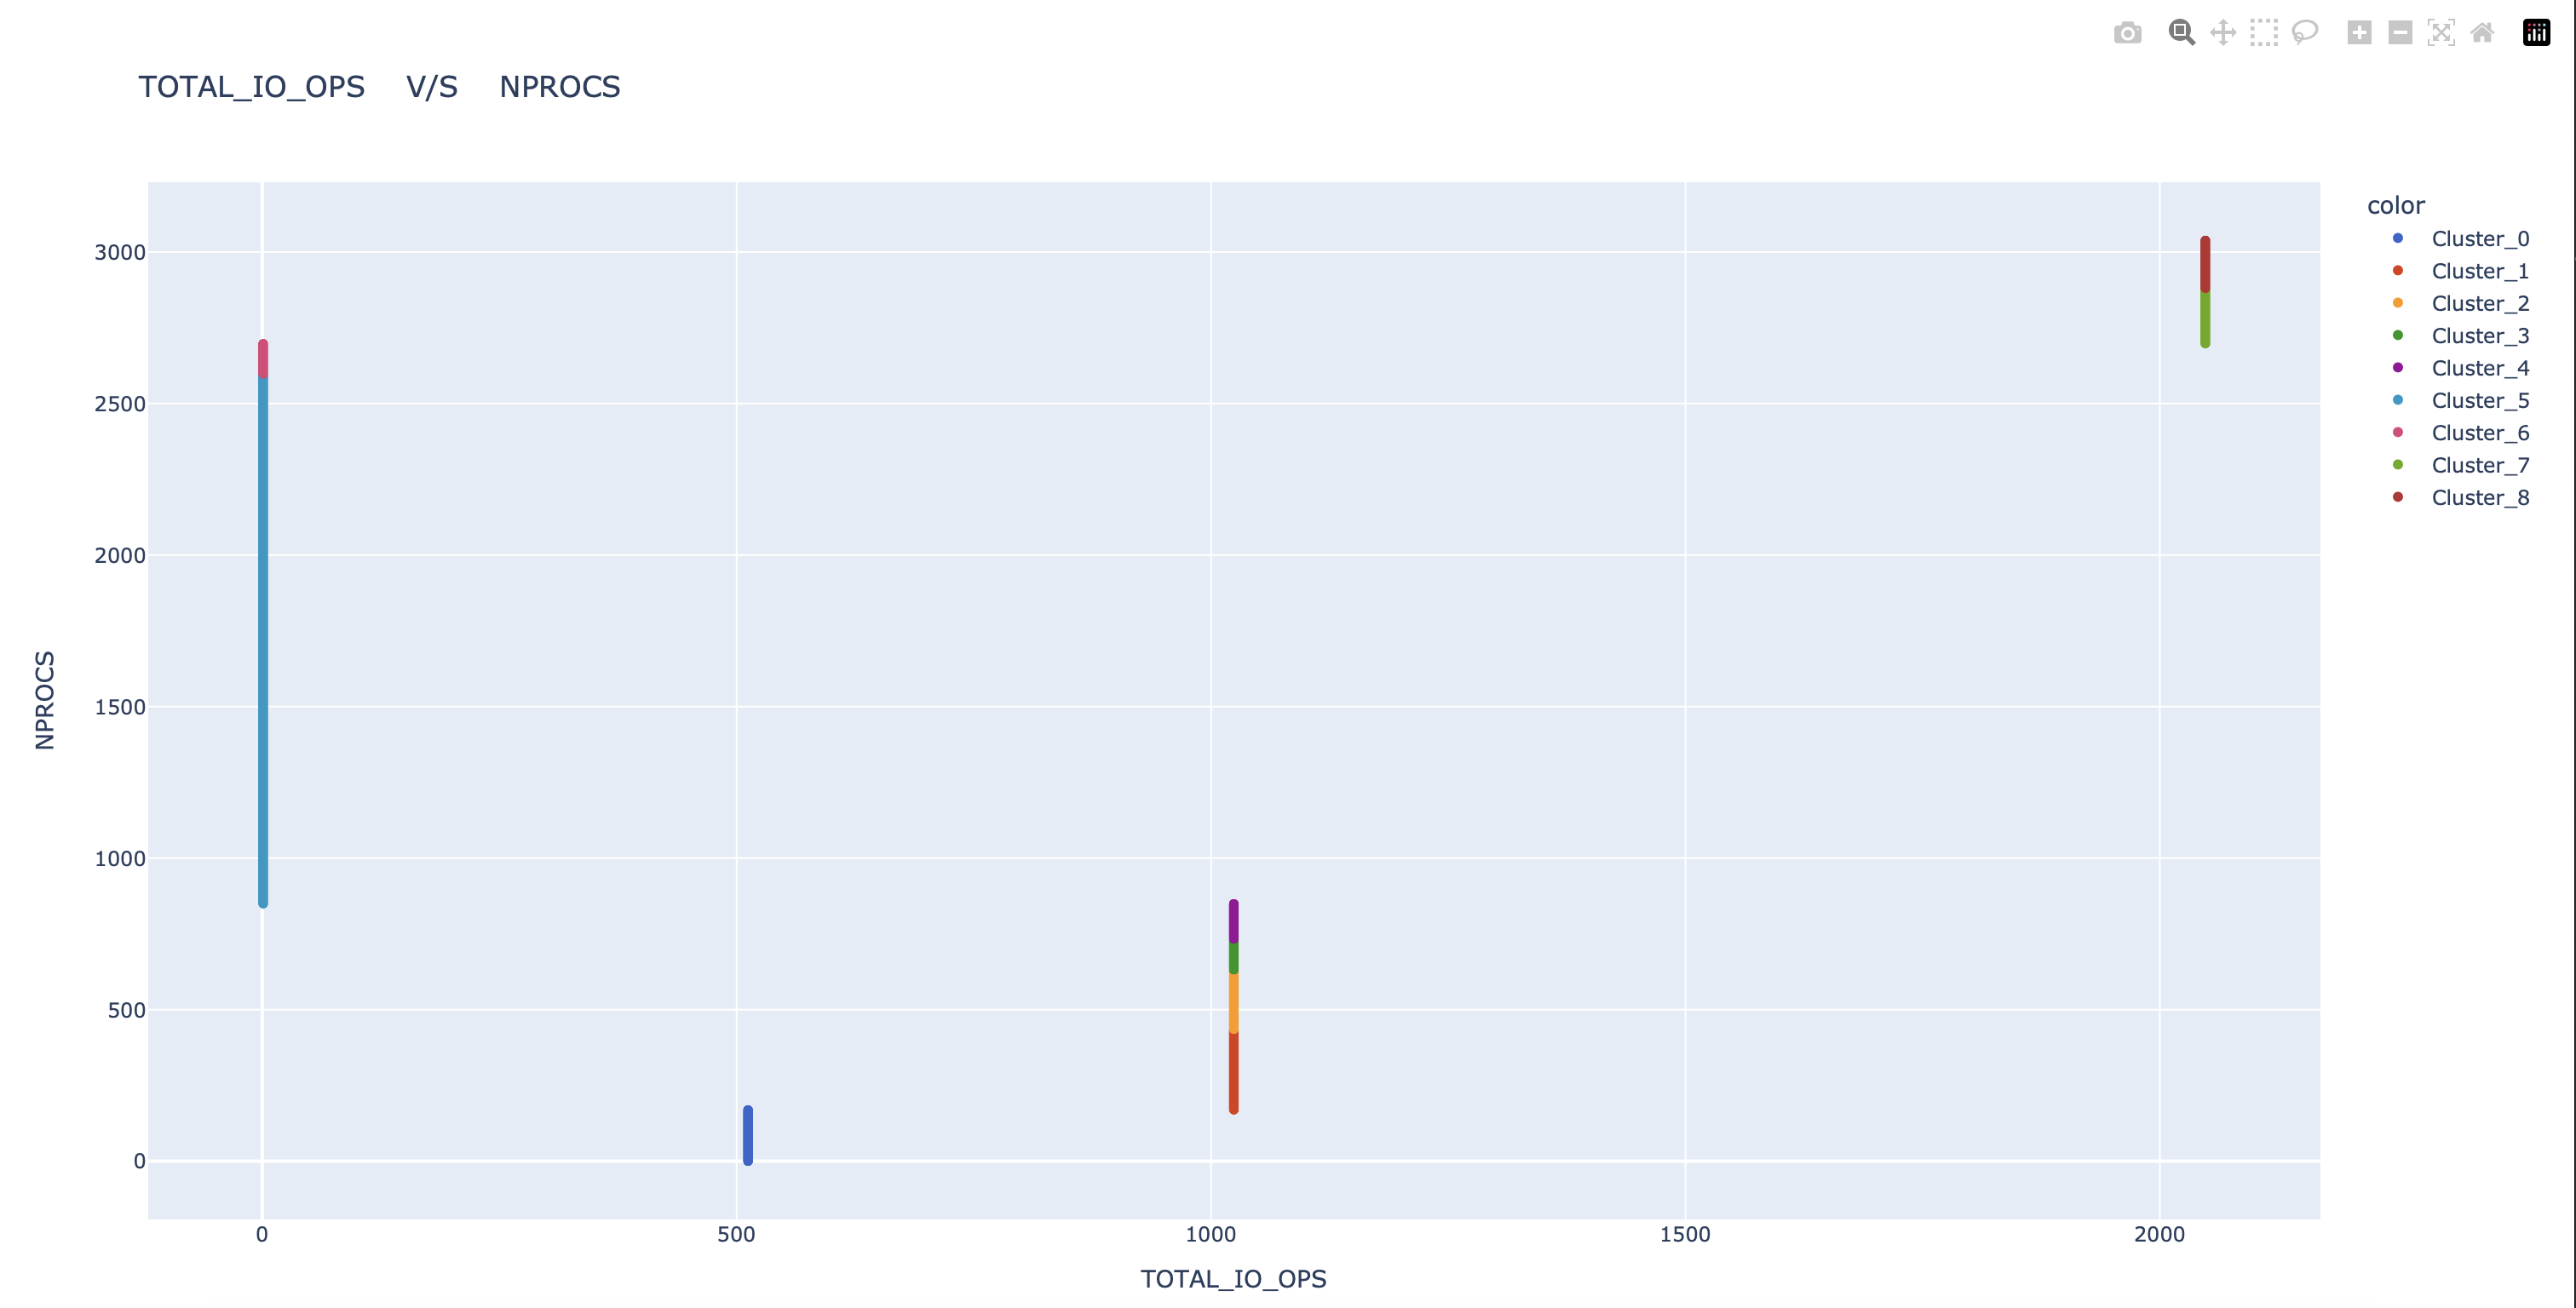 TOTAL_IO_OPS V/S NPROCS
color
Cluster_0
Cluster_1
Cluster_2
Cluster_3
Cluster_4
Cluster_5
Cluster_6
Cluster_7
Cluster_8
3000
2500
2000
1500
1000
500
0
NPROCS
0 500 1000 1500 2000
TOTAL_IO_OPS